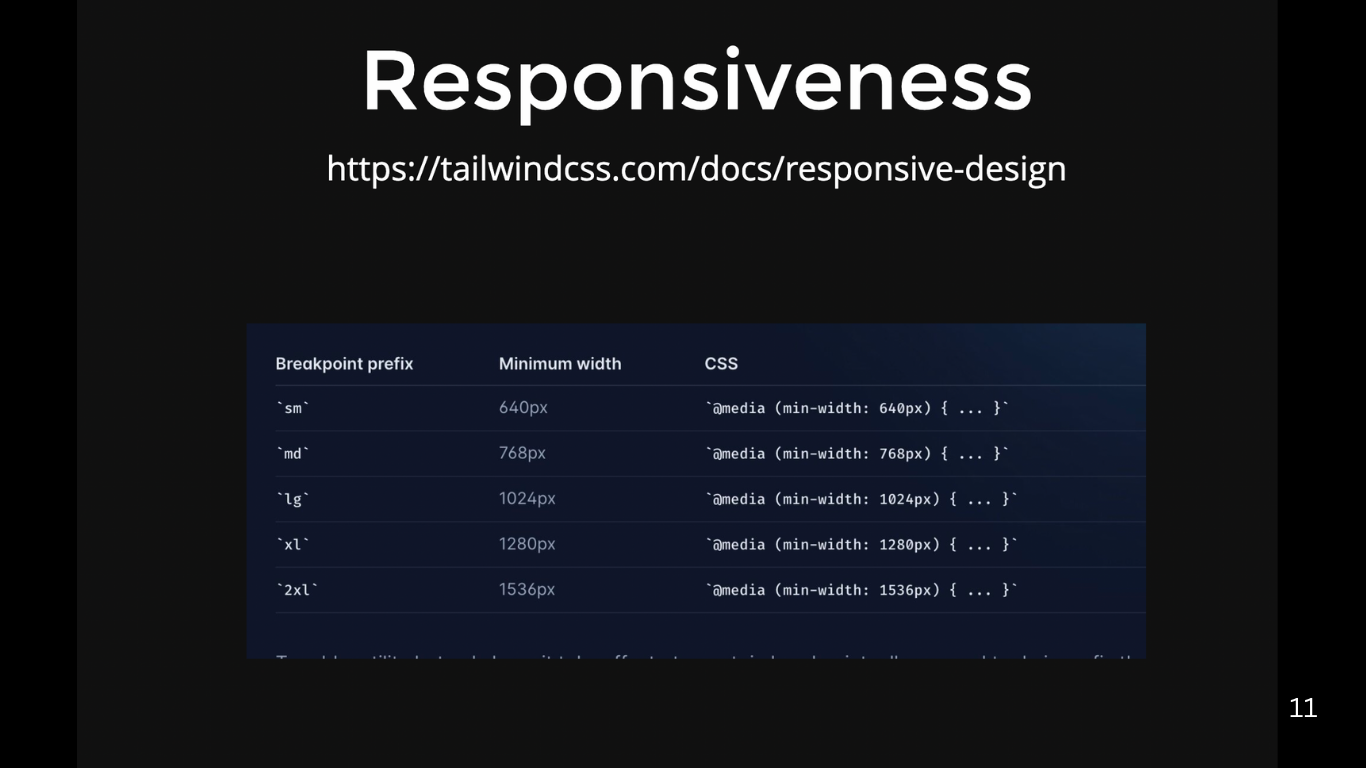 Responsiveness
https://tailwindcss.com/docs/responsive-design
Breakpoint prefix Minimum width CSS
`sm` 640px `@media (min-width: 640px) { ... }`
`md` 768px `@media (min-width: 768px) { ... }`
`lg` 1024px `@media (min-width: 1024px) { ... }`
`xl` 1280px `@media (min-width: 1280px) { ... }`
`2xl` 1536px `@media (min-width: 1536px) { ... }`
11